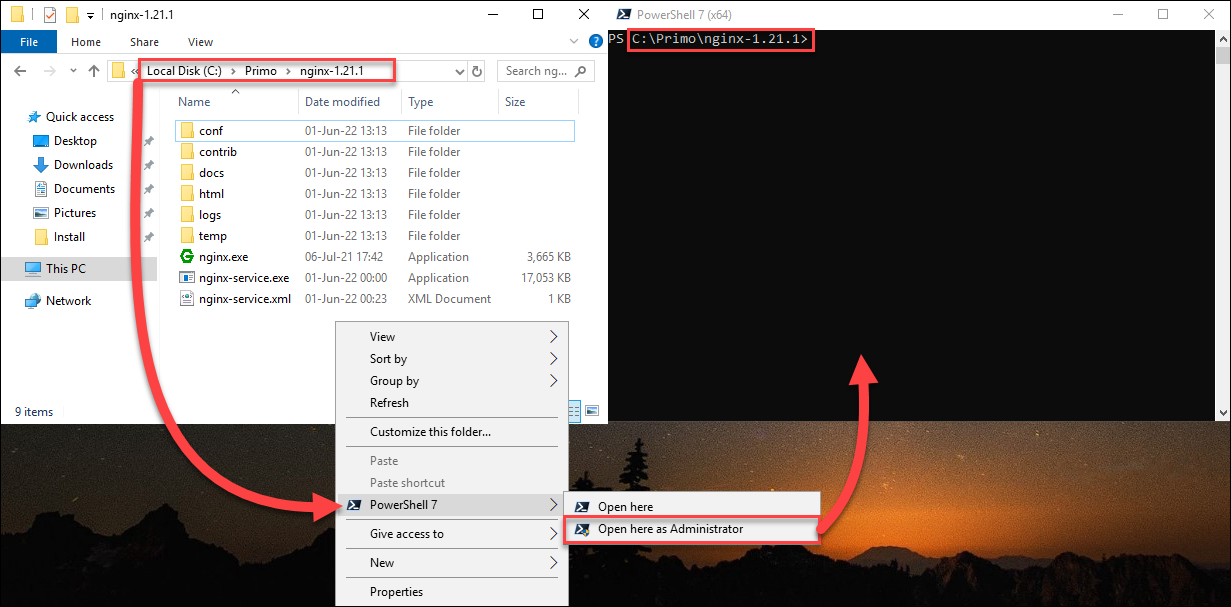 nginx-1.21.1
File Home Share View
« Local Disk (C:) > Primo > nginx-1.21.1
Search ng...
Quick access
Desktop
Downloads
Documents
Pictures
Install
This PC
Network
Name Date modified Type Size
conf 01-Jun-22 13:13 File folder
contrib 01-Jun-22 13:13 File folder
docs 01-Jun-22 13:13 File folder
html 01-Jun-22 13:13 File folder
logs 01-Jun-22 13:13 File folder
temp 01-Jun-22 13:13 File folder
nginx.exe 06-Jul-21 17:42 Application 3,665 KB
nginx-service.exe 01-Jun-22 00:00 Application 17,053 KB
nginx-service.xml 01-Jun-22 00:23 XML Document 1 KB
9 items
View
Sort by
Group by
Refresh
Customize this folder...
Paste
Paste shortcut
PowerShell 7
Give access to
New
Properties
Open here
Open here as Administrator
PowerShell 7 (x64)
PS C:\Primo\nginx-1.21.1>